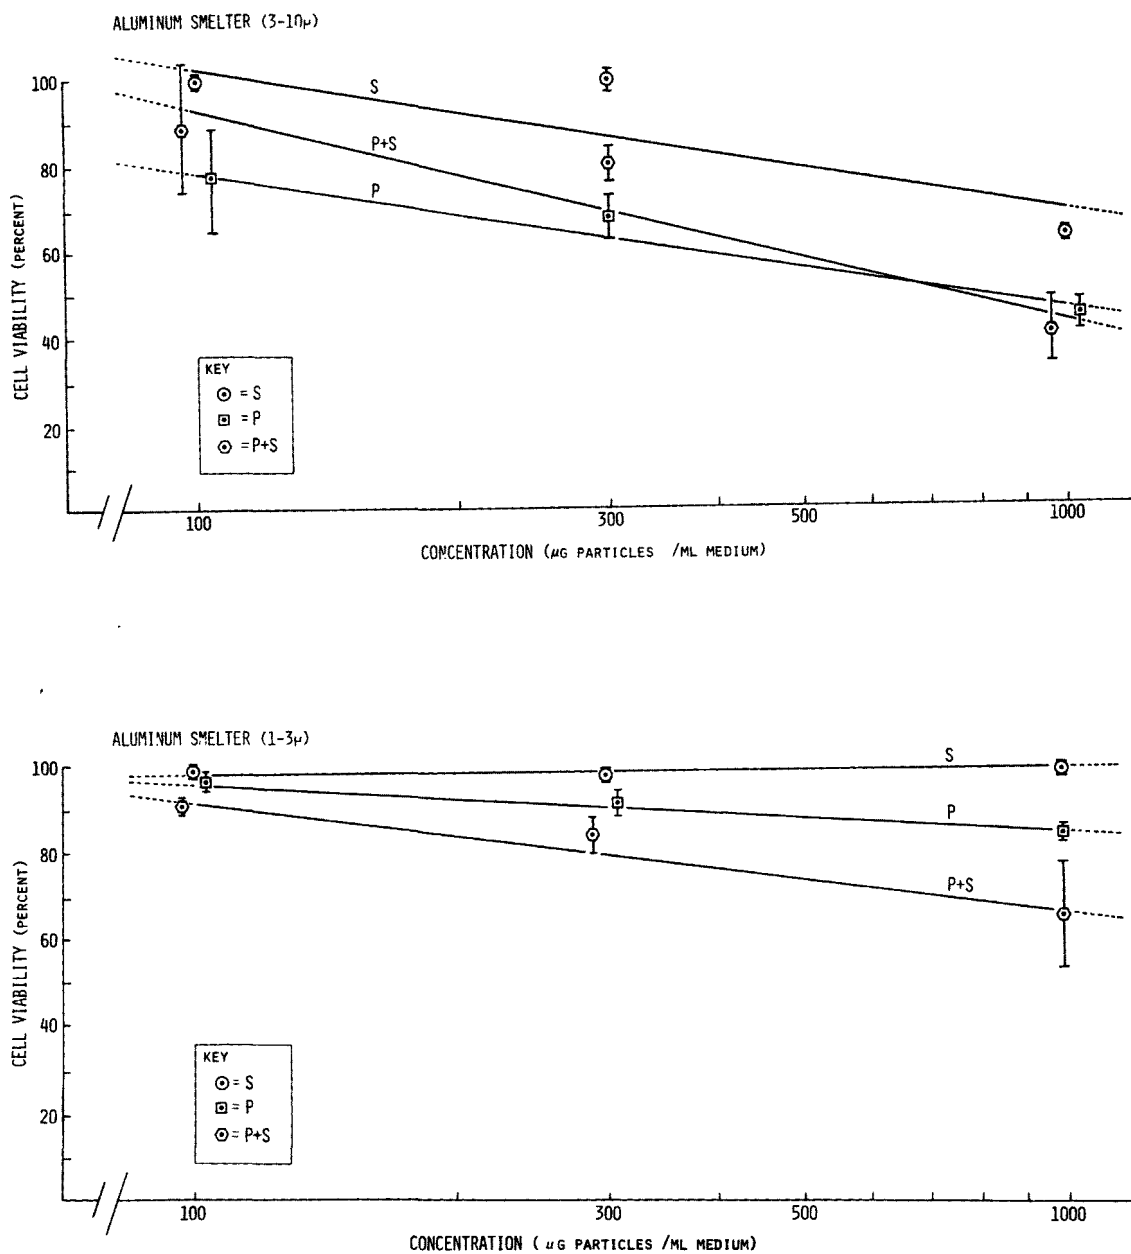 ALUMINUM SMELTER (3-10μ)
100
80
60
40
20
CELL VIABILITY (PERCENT)
S
P+S
P
KEY
= S
= P
= P+S
100
300
500
1000
CONCENTRATION (μG PARTICLES /ML MEDIUM)
ALUMINUM SMELTER (1-3μ)
100
80
60
40
20
CELL VIABILITY (PERCENT)
S
P
P+S
KEY
= S
= P
= P+S
100
300
500
1000
CONCENTRATION ( μG PARTICLES /ML MEDIUM)